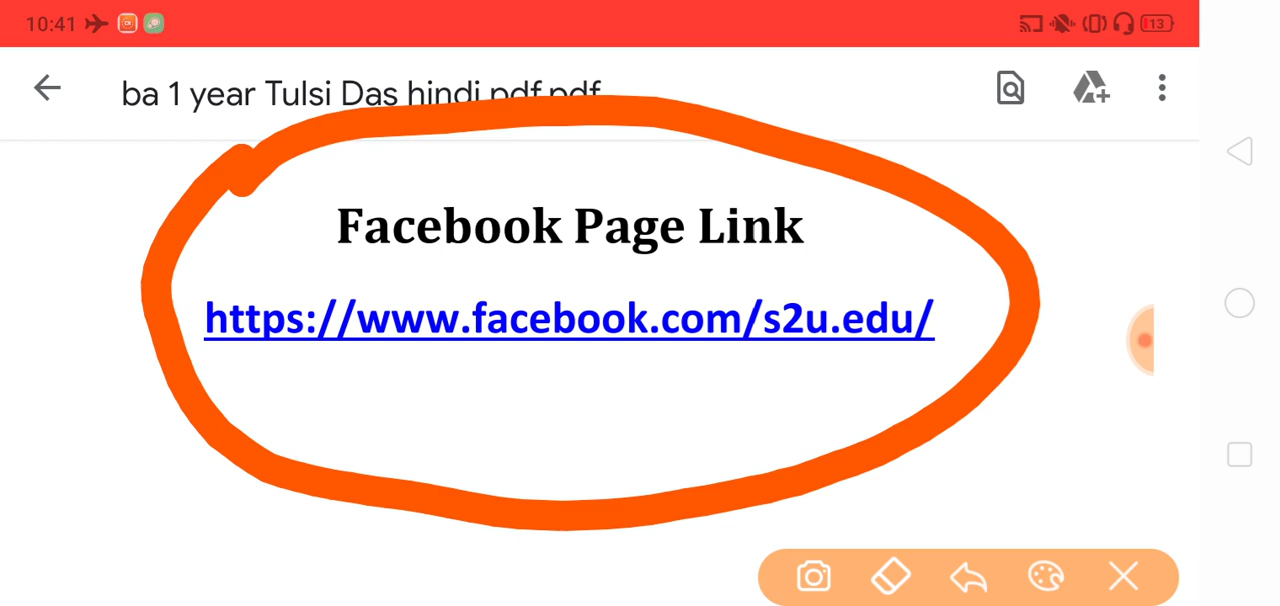 10:41
13
ba 1 year Tulsi Das hindi pdf.pdf
Facebook Page Link
https://www.facebook.com/s2u.edu/